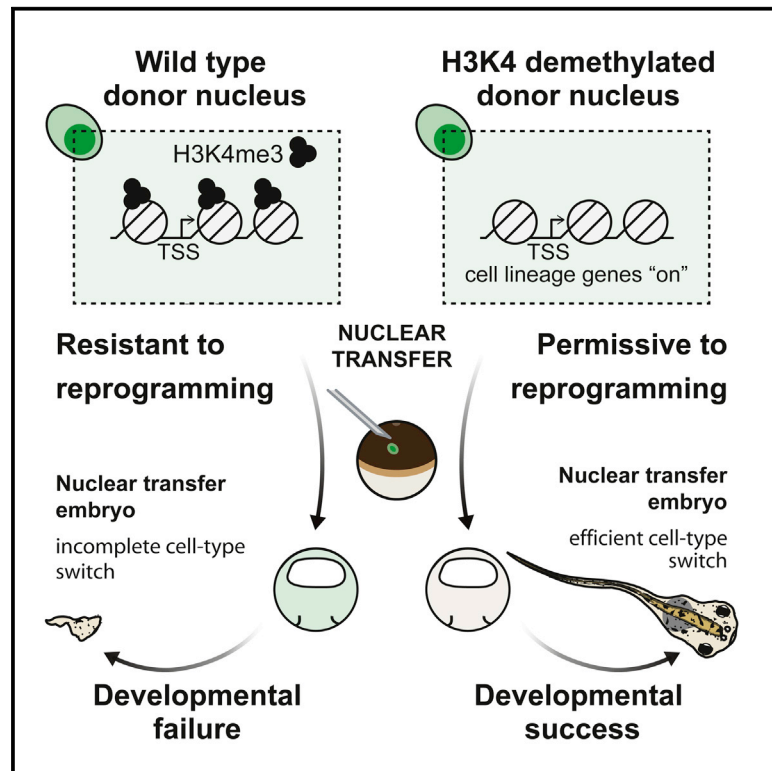 Wild type
donor nucleus
H3K4me3
TSS
H3K4 demethylated
donor nucleus
TSS
cell lineage genes "on"
Resistant to
reprogramming
NUCLEAR
TRANSFER
Permissive to
reprogramming
Nuclear transfer
embryo
incomplete cell-type
switch
Nuclear transfer
embryo
efficient cell-type
switch
Developmental
failure
Developmental
success